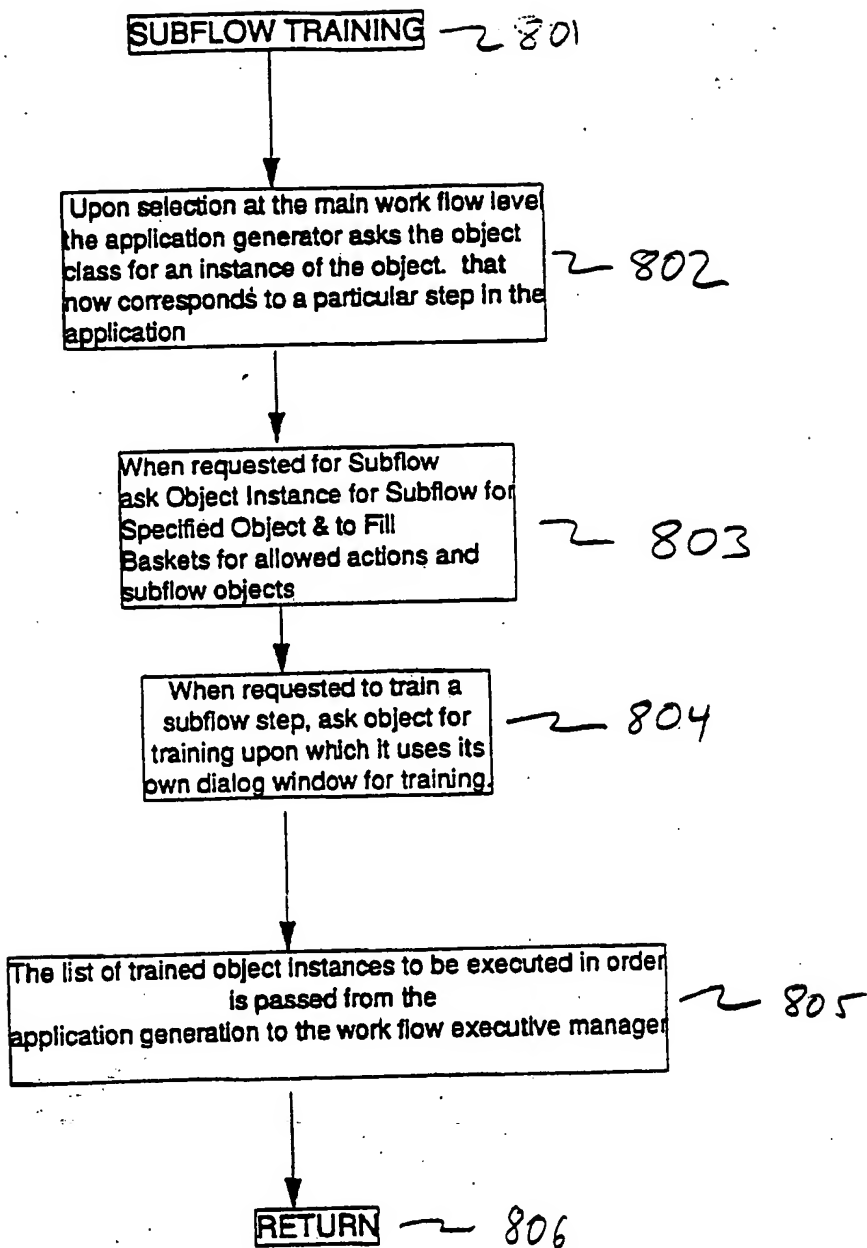 SUBFLOW TRAINING 801
Upon selection at the main work flow level
the application generator asks the object
class for an instance of the object. that
now corresponds to a particular step in the
application
802
When requested for Subflow
ask Object Instance for Subflow for
Specified Object & to Fill
Baskets for allowed actions and
subflow objects
803
When requested to train a
subflow step, ask object for
training upon which it uses its
own dialog window for training.
804
The list of trained object instances to be executed in order
is passed from the
application generation to the work flow executive manager
805
RETURN 806